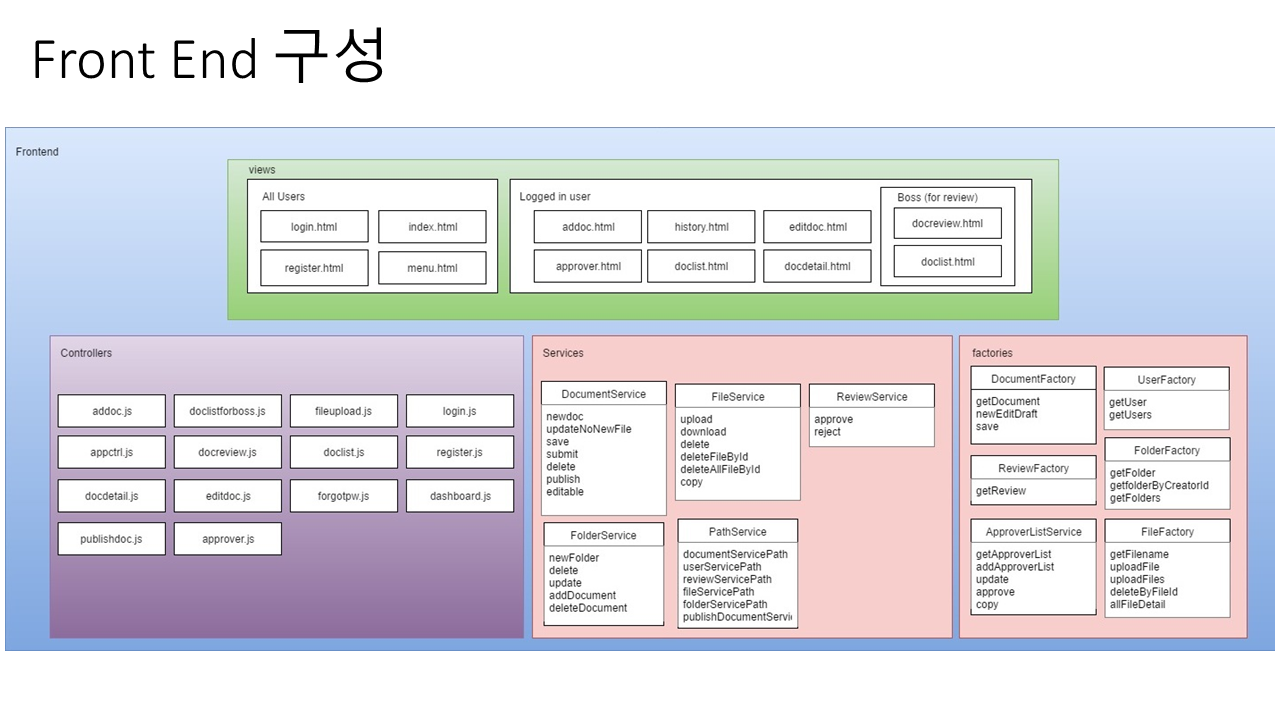 Front End 구성
Frontend
views
All Users
login.html
index.html
register.html
menu.html
Logged in user
addoc.html
history.html
editdoc.html
approver.html
doclist.html
docdetail.html
Boss (for review)
docreview.html
doclist.html
Controllers
addoc.js
doclistforboss.js
fileupload.js
login.js
appctrl.js
docreview.js
doclist.js
register.js
docdetail.js
editdoc.js
forgotpw.js
dashboard.js
publishdoc.js
approver.js
Services
DocumentService
newdoc
updateNoNewFile
save
submit
delete
publish
editable
FileService
upload
download
delete
deleteFileById
deleteAllFileById
copy
ReviewService
approve
reject
FolderService
newFolder
delete
update
addDocument
deleteDocument
PathService
documentServicePath
userServicePath
reviewServicePath
fileServicePath
folderServicePath
publishDocumentServi
factories
DocumentFactory
getDocument
newEditDraft
save
UserFactory
getUser
getUsers
ReviewFactory
getReview
FolderFactory
getFolder
getfolderByCreatorId
getFolders
ApproverListService
getApproverList
addApproverList
update
approve
copy
FileFactory
getFilename
uploadFile
uploadFiles
deleteByFileId
allFileDetail